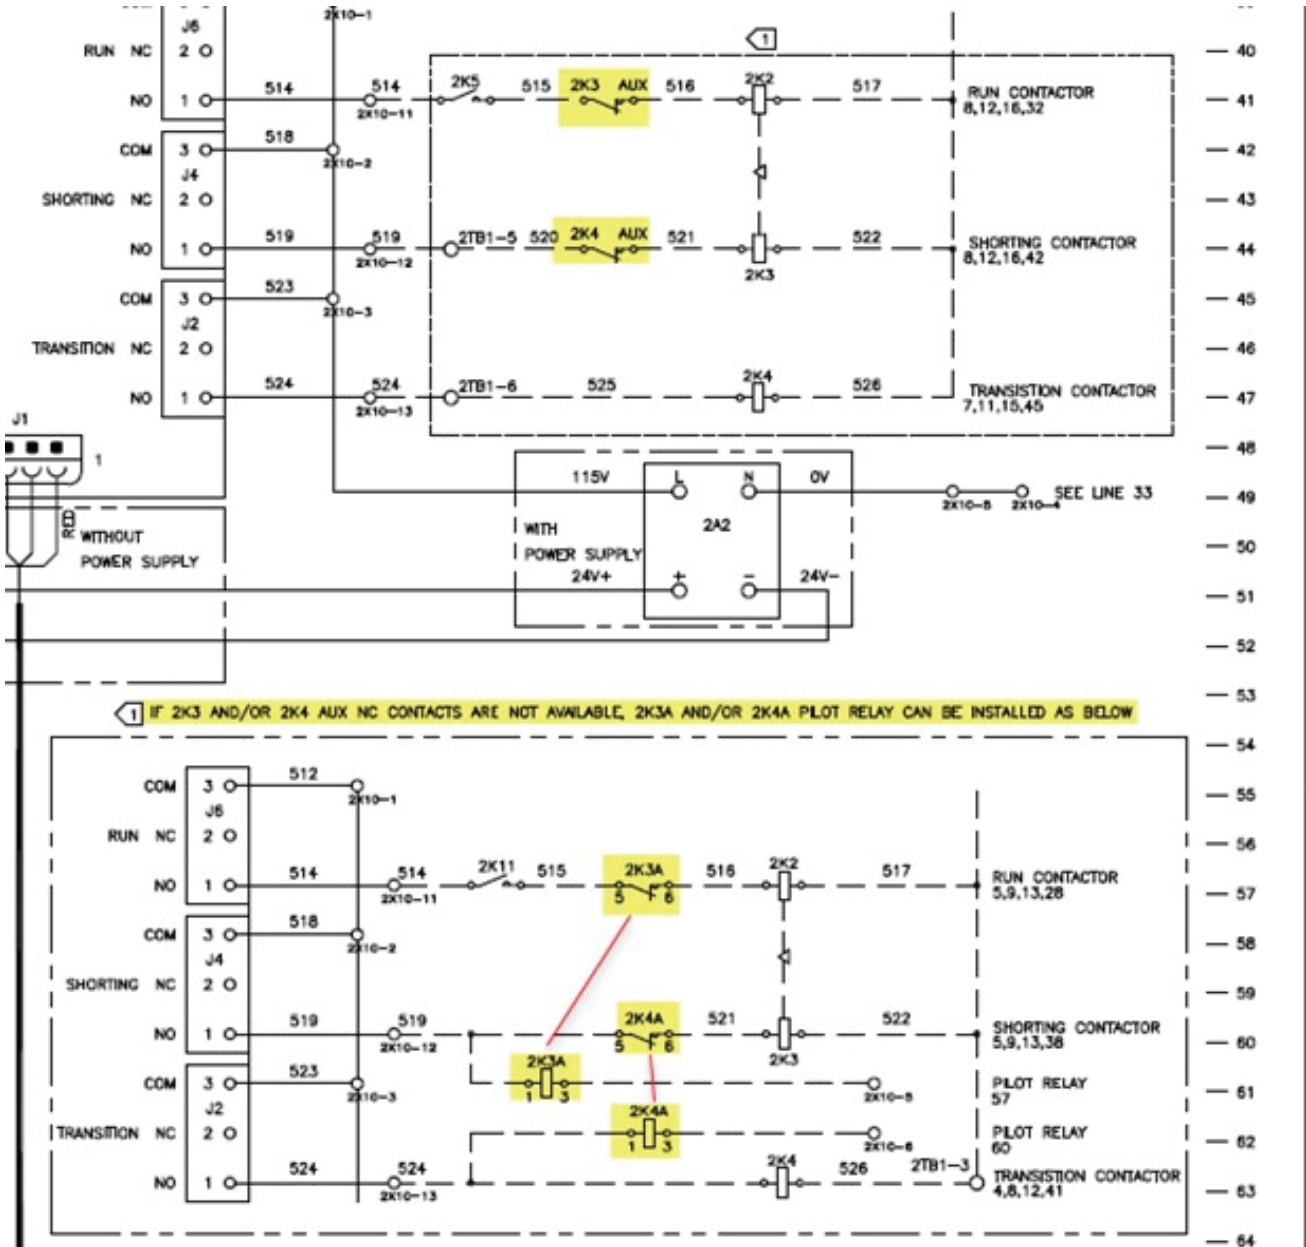 2X10-1
J6
RUN NC 2
40
1
514 514 2K5 515 2K3 AUX 516 2K2 517 RUN CONTACTOR
NO 1 2X10-11 8,12,16,32 41
518
COM 3 2X10-2 42
J4
SHORTING NC 2 43
519 519 2TB1-5 520 2K4 AUX 521 522 SHORTING CONTACTOR
NO 1 2X10-12 2K3 8,12,16,42 44
523
COM 3 2X10-3 45
J2
TRANSITION NC 2 46
524 524 2TB1-6 525 2K4 526 TRANSISTION CONTACTOR
NO 1 2X10-13 7,11,15,45 47
J1
1
48
115V L N 0V SEE LINE 33
2X10-5 2X10-4 49
RED WITHOUT POWER SUPPLY
WITH POWER SUPPLY 2A2
50
24V+ + - 24V-
51
52
53
1 IF 2K3 AND/OR 2K4 AUX NC CONTACTS ARE NOT AVAILABLE, 2K3A AND/OR 2K4A PILOT RELAY CAN BE INSTALLED AS BELOW
54
512
COM 3 2X10-1 55
J6
RUN NC 2 56
514 514 2K11 515 2K3A 516 2K2 517 RUN CONTACTOR
NO 1 2X10-11 5 6 5,9,13,28 57
518
COM 3 2X10-2 58
J4
SHORTING NC 2 59
519 519 2K4A 521 522 SHORTING CONTACTOR
NO 1 2X10-12 5 6 2K3 5,9,13,38 60
523 2K3A PILOT RELAY
COM 3 2X10-3 1 3 2X10-5 57 61
J2 2K4A
TRANSITION NC 2 1 3 2X10-6 PILOT RELAY
60 62
524 524 2K4 526 2TB1-3 TRANSISTION CONTACTOR
NO 1 2X10-13 4,8,12,41 63
64